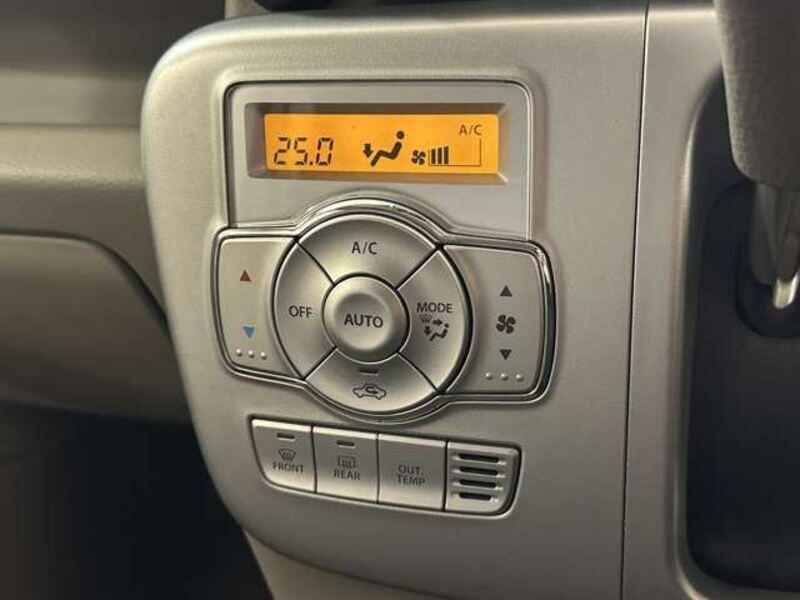 A/C
25.0
A/C
OFF
AUTO
MODE
FRONT
REAR
OUT.
TEMP